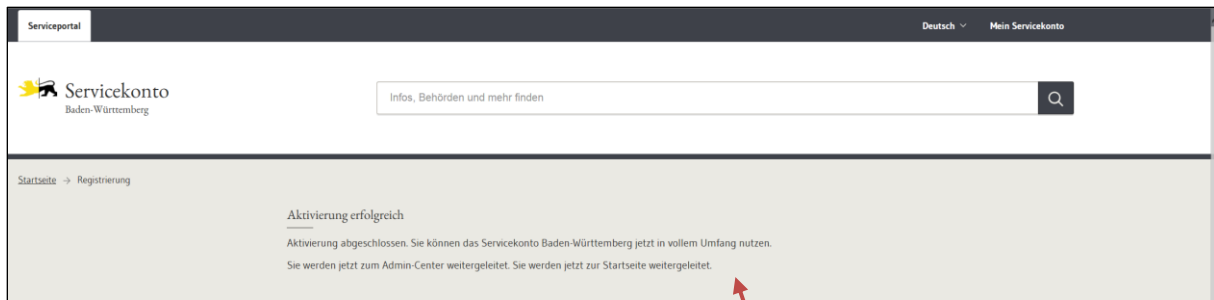 Serviceportal
Deutsch
Mein Servicekonto
Servicekonto
Baden-Württemberg
Infos, Behörden und mehr finden
Startseite → Registrierung
Aktivierung erfolgreich
Aktivierung abgeschlossen. Sie können das Servicekonto Baden-Württemberg jetzt in vollem Umfang nutzen.
Sie werden jetzt zum Admin-Center weitergeleitet. Sie werden jetzt zur Startseite weitergeleitet.